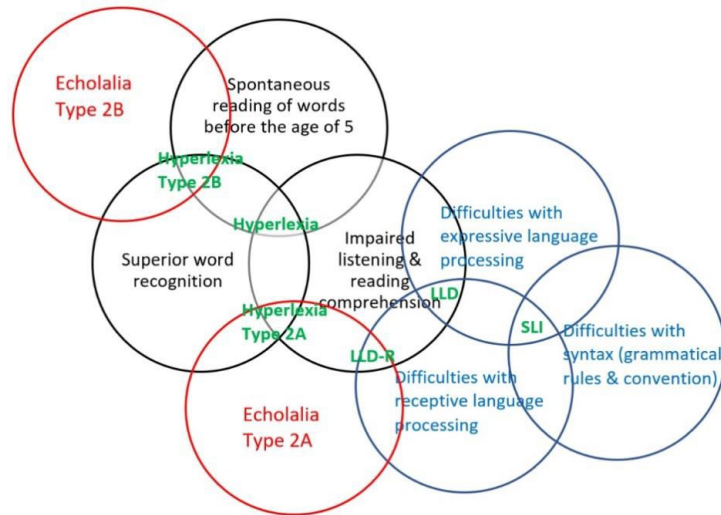 Echolalia
Type 2B
Spontaneous
reading of words
before the age of 5
Hyperlexia
Type 2B
Hyperlexia
Superior word
recognition
Impaired
listening &
reading
comprehension
Difficulties with
expressive language
processing
LLD
Hyperlexia
Type 2A
SLI
LLD-R
Difficulties with
syntax (grammatical
rules & convention)
Difficulties with
receptive language
processing
Echolalia
Type 2A